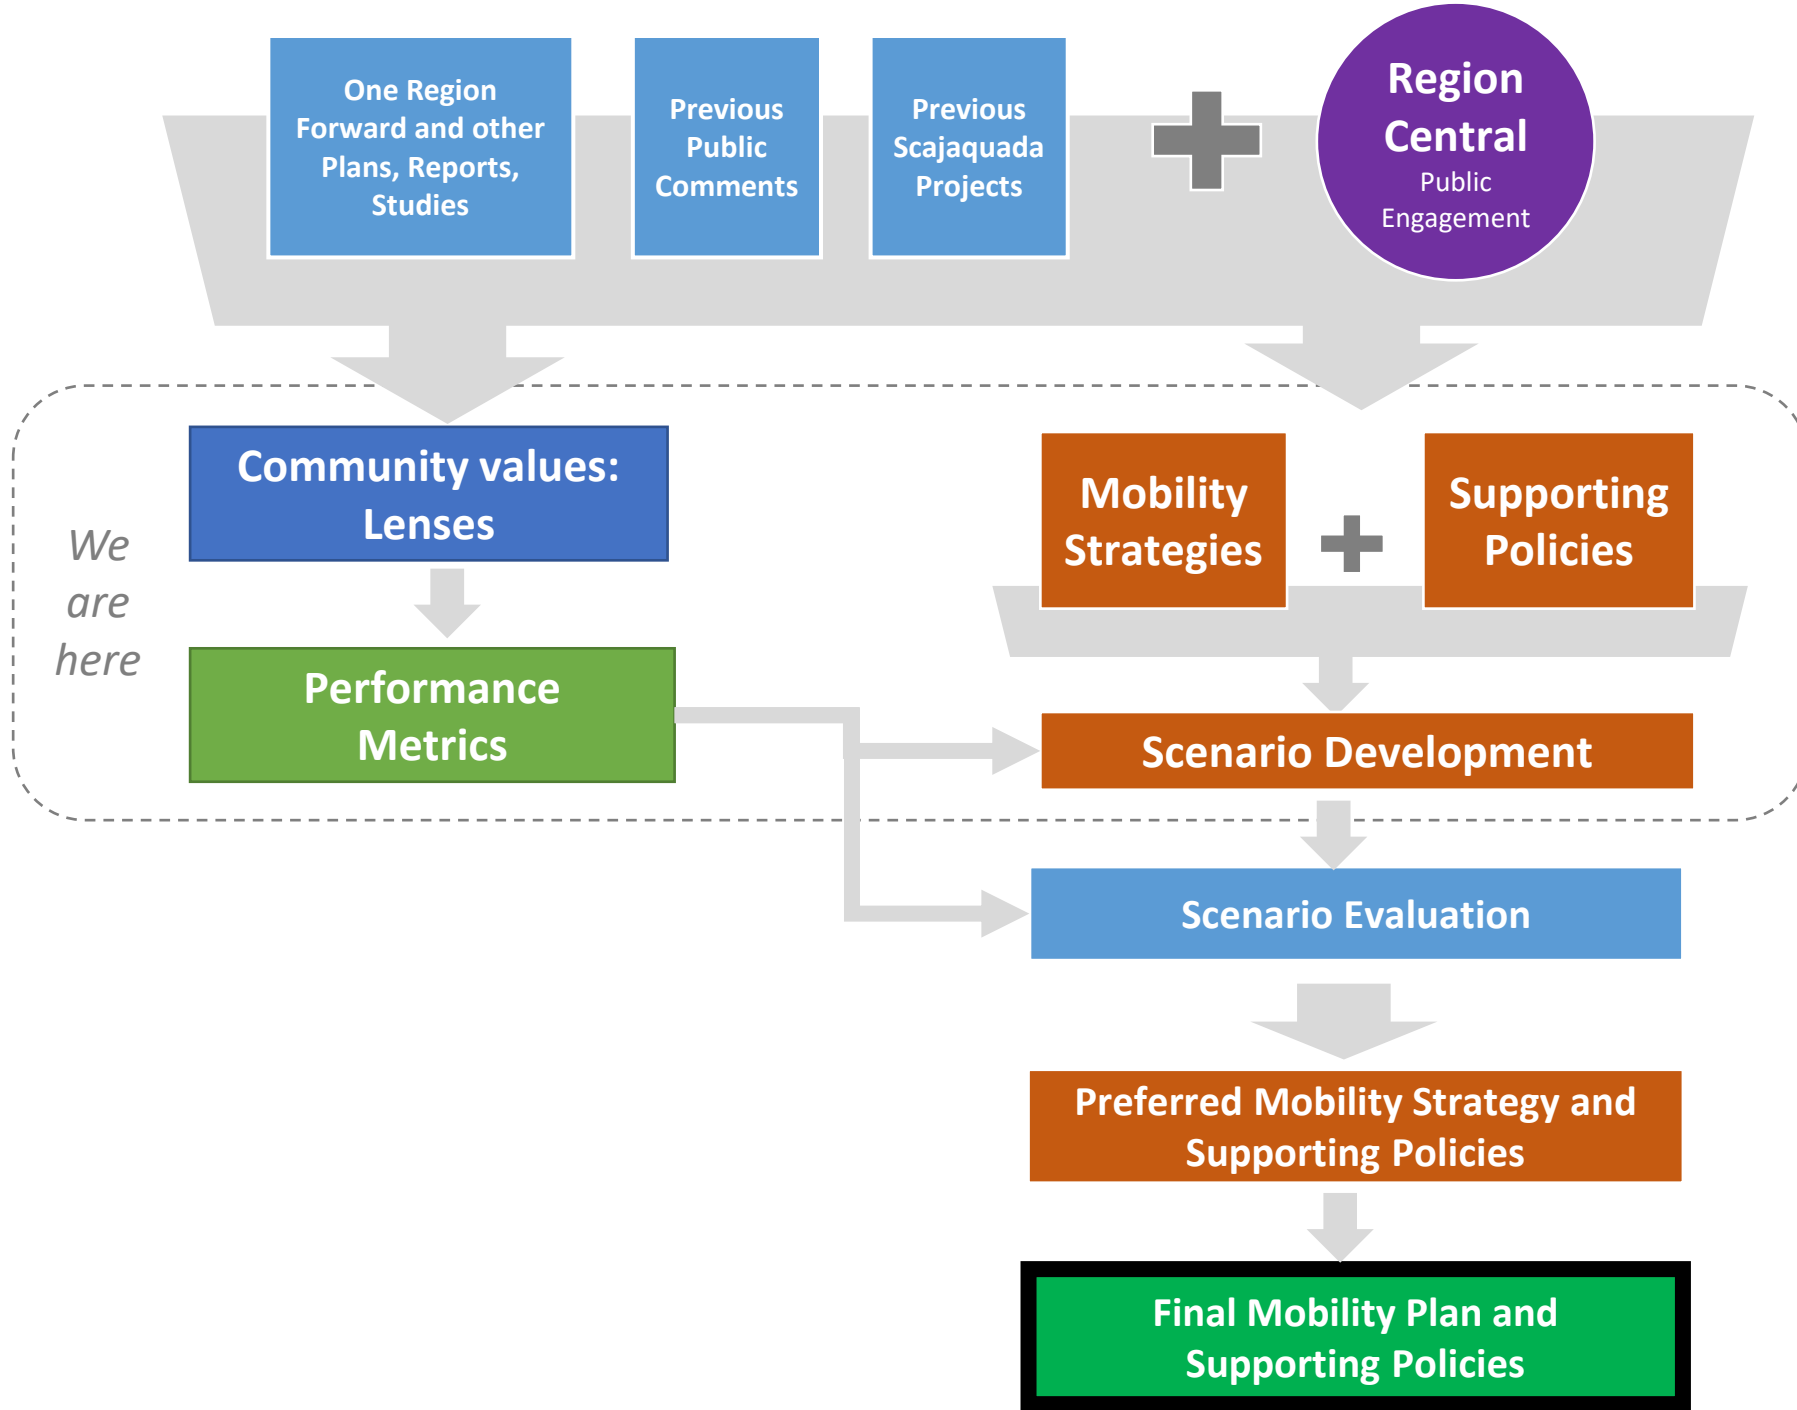 One Region
Forward and other
Plans, Reports,
Studies
Previous
Public
Comments
Previous
Scajaquada
Projects
Region
Central
Public
Engagement
We
are
here
Community values:
Lenses
Performance
Metrics
Mobility
Strategies
Supporting
Policies
Scenario Development
Scenario Evaluation
Preferred Mobility Strategy and
Supporting Policies
Final Mobility Plan and
Supporting Policies